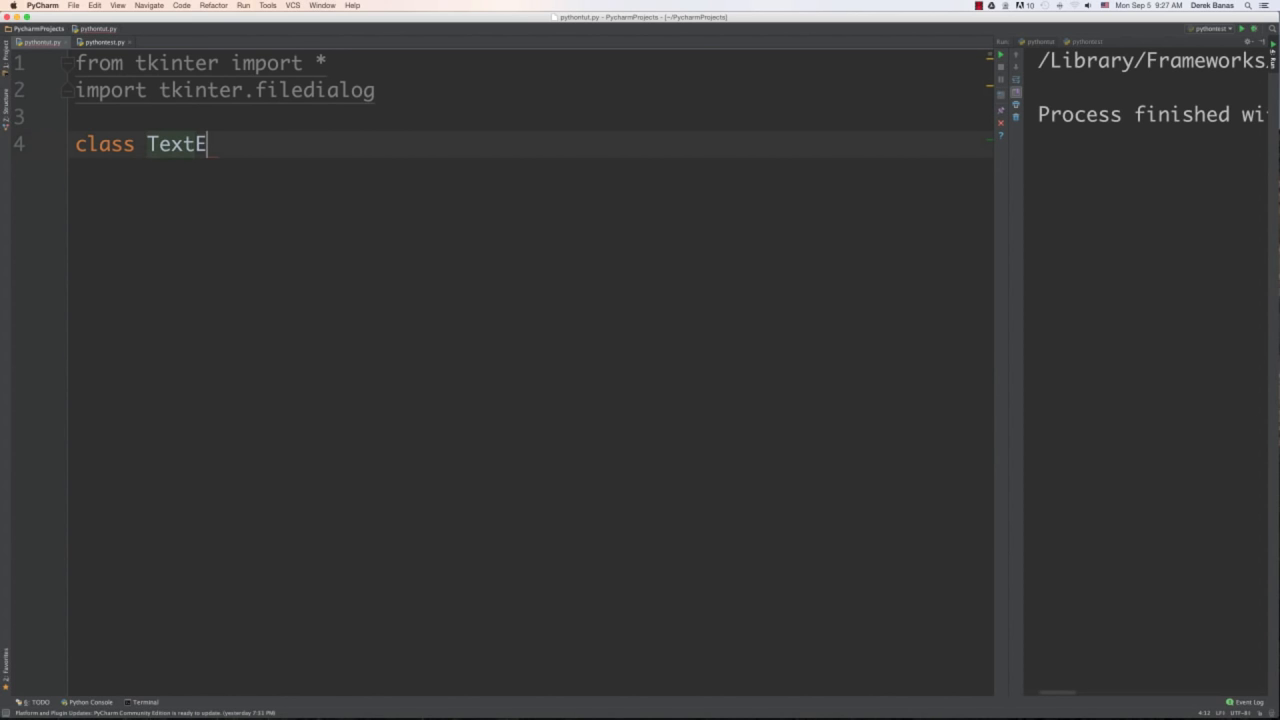 PyCharm File Edit View Navigate Code Refactor Run Tools VCS Window Help
10 Mon Sep 5 9:27 AM Derek Banas
pythontut.py - PycharmProjects - [~/PycharmProjects]
PycharmProjects pythontut.py
pythontest
pythontut.py pythontest.py
Run: pythontut pythontest
1: Project
Z: Structure
2: Favorites
Run
1 from tkinter import *
2 import tkinter.filedialog
3
4 class TextE
/Library/Frameworks
Process finished wi
6: TODO Python Console Terminal
Event Log
Platform and Plugin Updates: PyCharm Community Edition is ready to update. (yesterday 7:51 PM)
4:12 LF÷ UTF-8÷